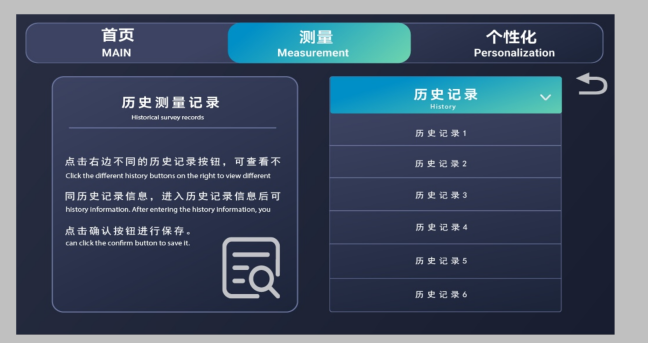 首页
MAIN
测量
Measurement
个性化
Personalization
历史测量记录
Historical survey records
点击右边不同的历史记录按钮，可查看不
Click the different history buttons on the right to view different
同历史记录信息，进入历史记录信息后可
history information. After entering the history information, you
点击确认按钮进行保存。
can click the confirm button to save it.
历史记录
History
历史记录1
历史记录2
历史记录3
历史记录4
历史记录5
历史记录6